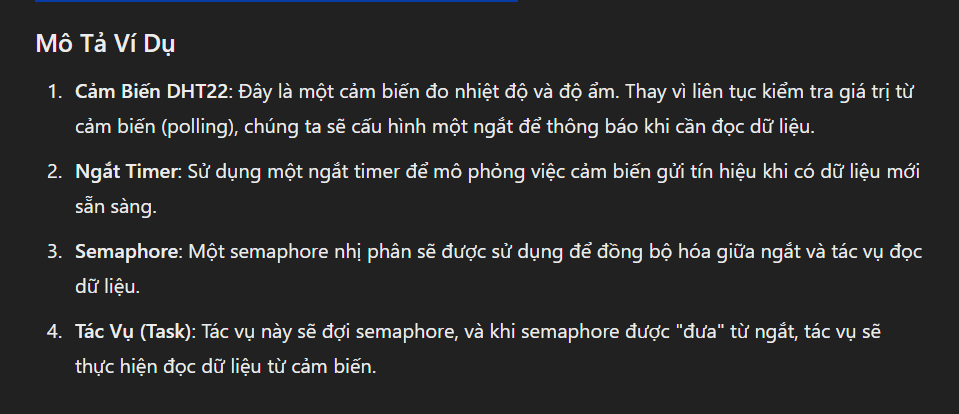 Mô Tả Ví Dụ
1. Cảm Biến DHT22: Đây là một cảm biến đo nhiệt độ và độ ẩm. Thay vì liên tục kiểm tra giá trị từ
cảm biến (polling), chúng ta sẽ cấu hình một ngắt để thông báo khi cần đọc dữ liệu.
2. Ngắt Timer: Sử dụng một ngắt timer để mô phỏng việc cảm biến gửi tín hiệu khi có dữ liệu mới
sẵn sàng.
3. Semaphore: Một semaphore nhị phân sẽ được sử dụng để đồng bộ hóa giữa ngắt và tác vụ đọc
dữ liệu.
4. Tác Vụ (Task): Tác vụ này sẽ đợi semaphore, và khi semaphore được "đưa" từ ngắt, tác vụ sẽ
thực hiện đọc dữ liệu từ cảm biến.